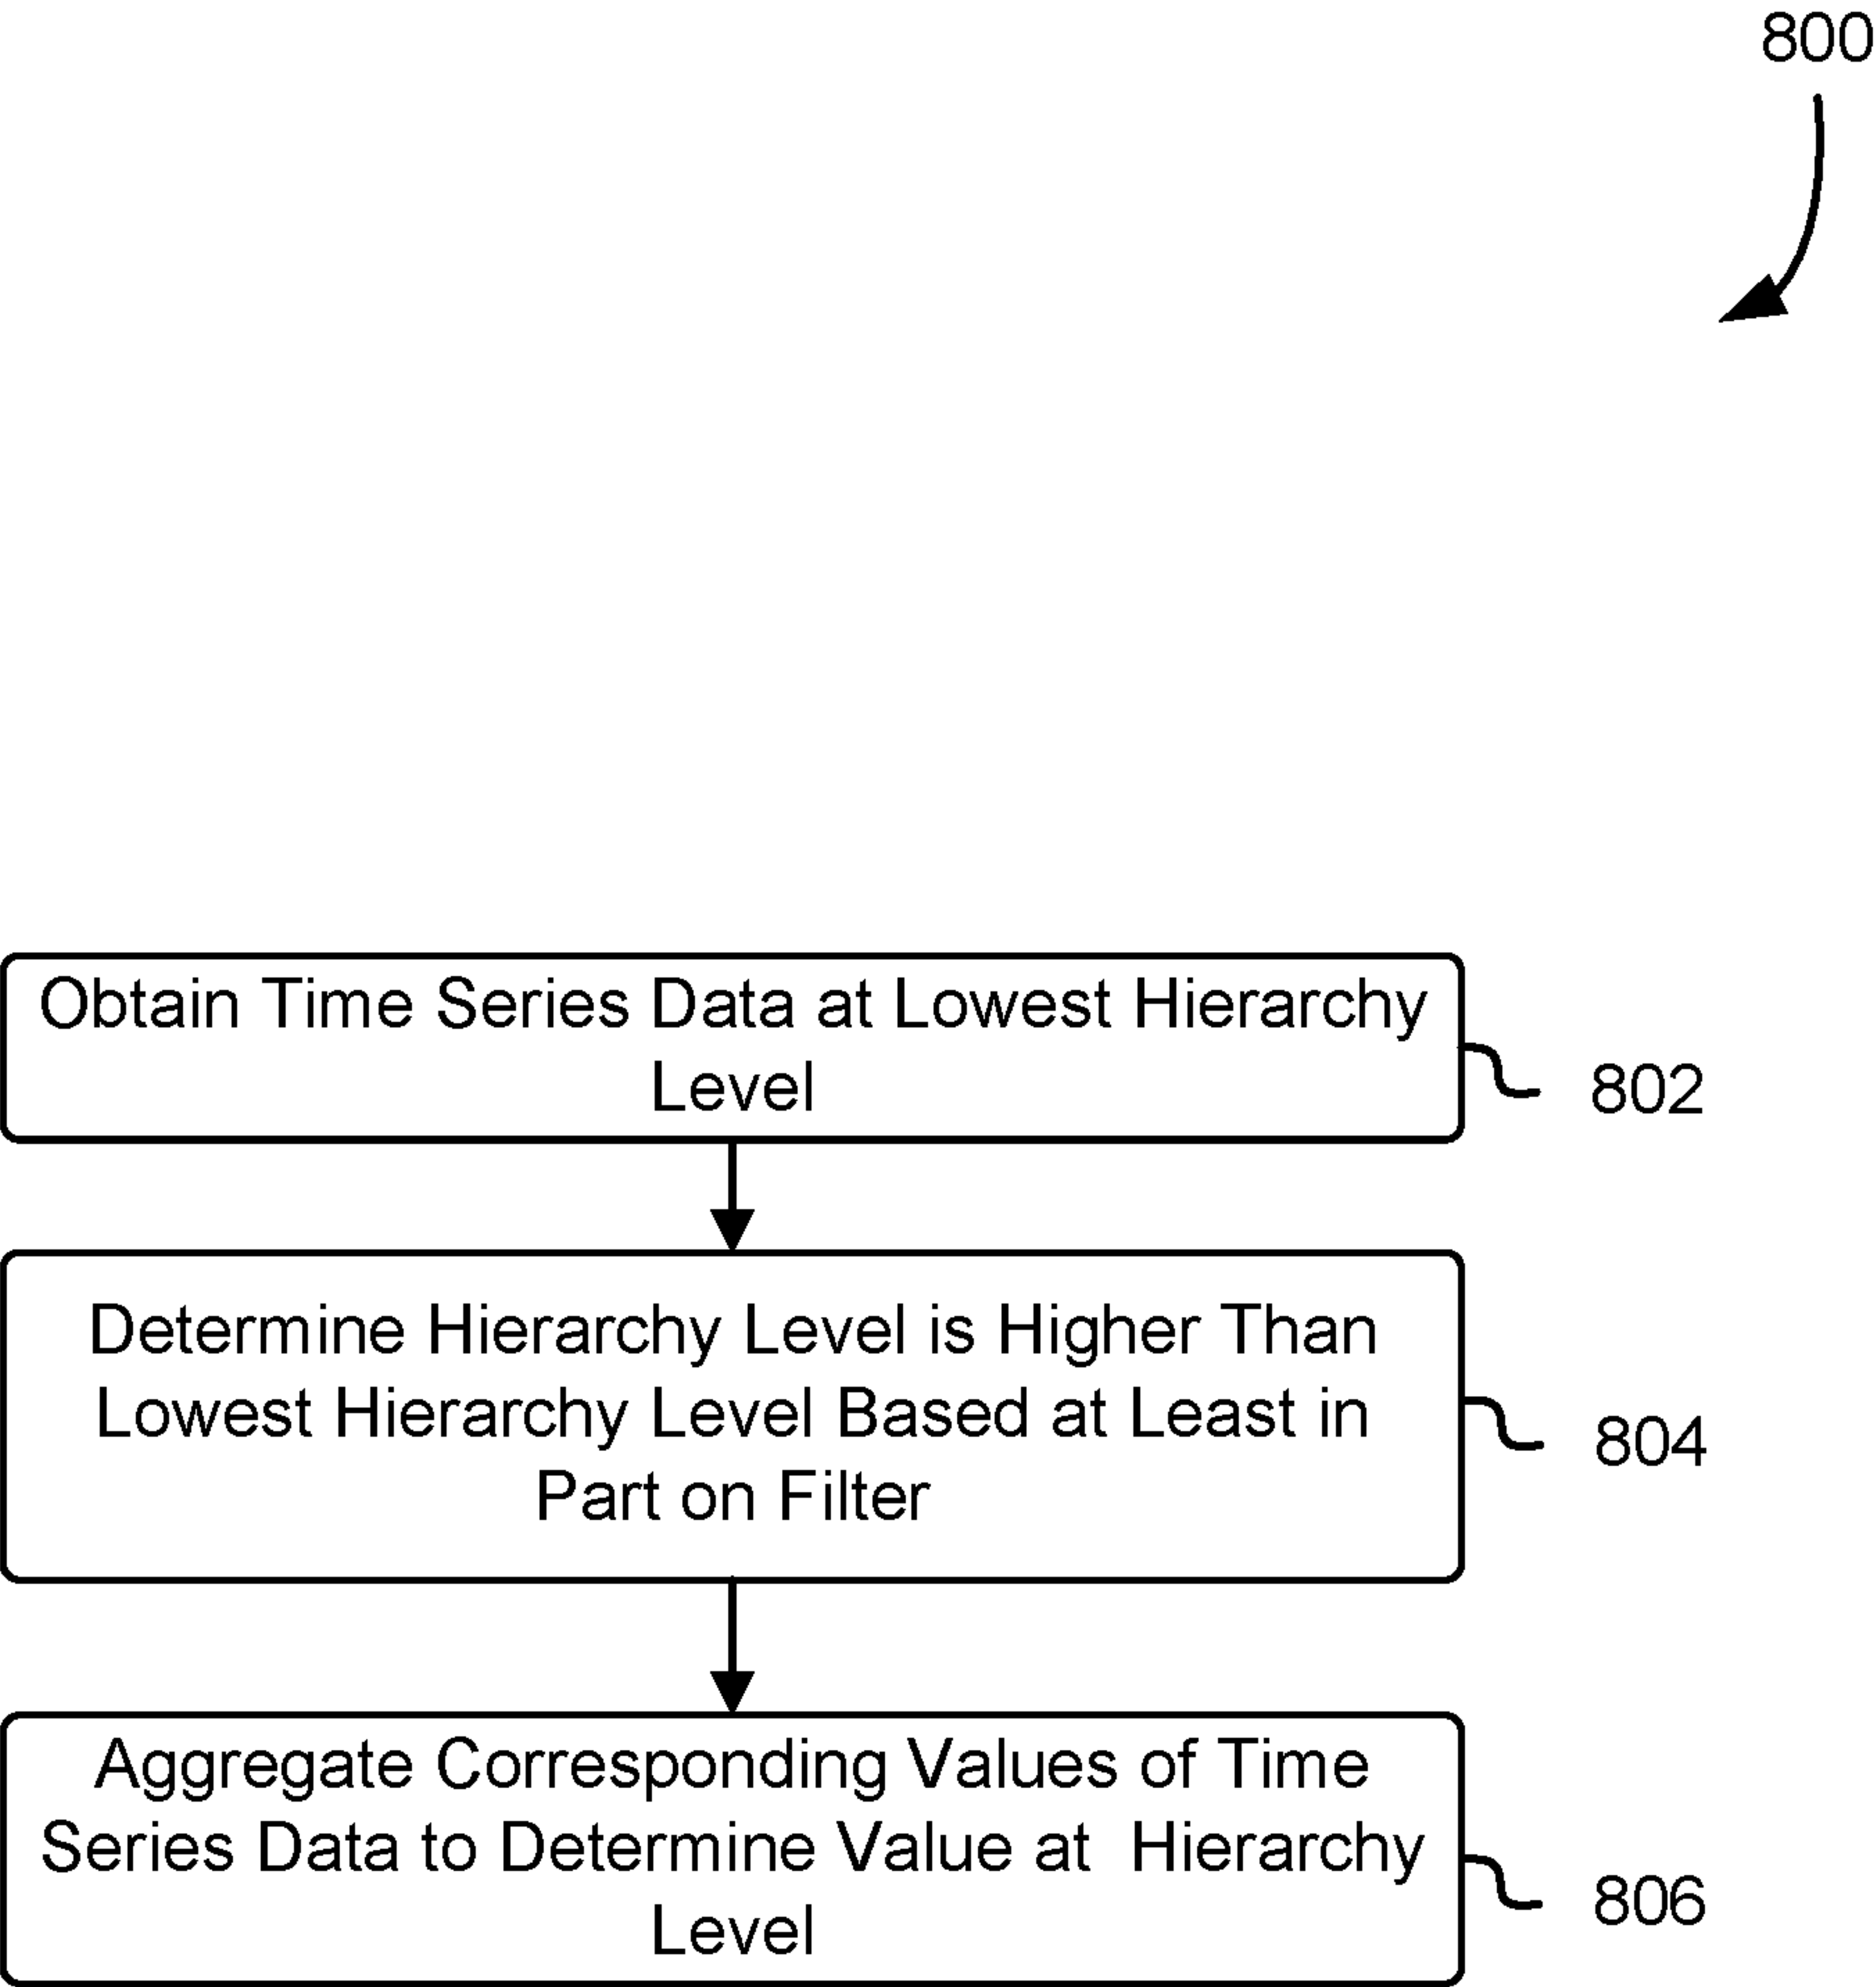 800
Obtain Time Series Data at Lowest Hierarchy
Level
802
Determine Hierarchy Level is Higher Than
Lowest Hierarchy Level Based at Least in
Part on Filter
804
Aggregate Corresponding Values of Time
Series Data to Determine Value at Hierarchy
Level
806